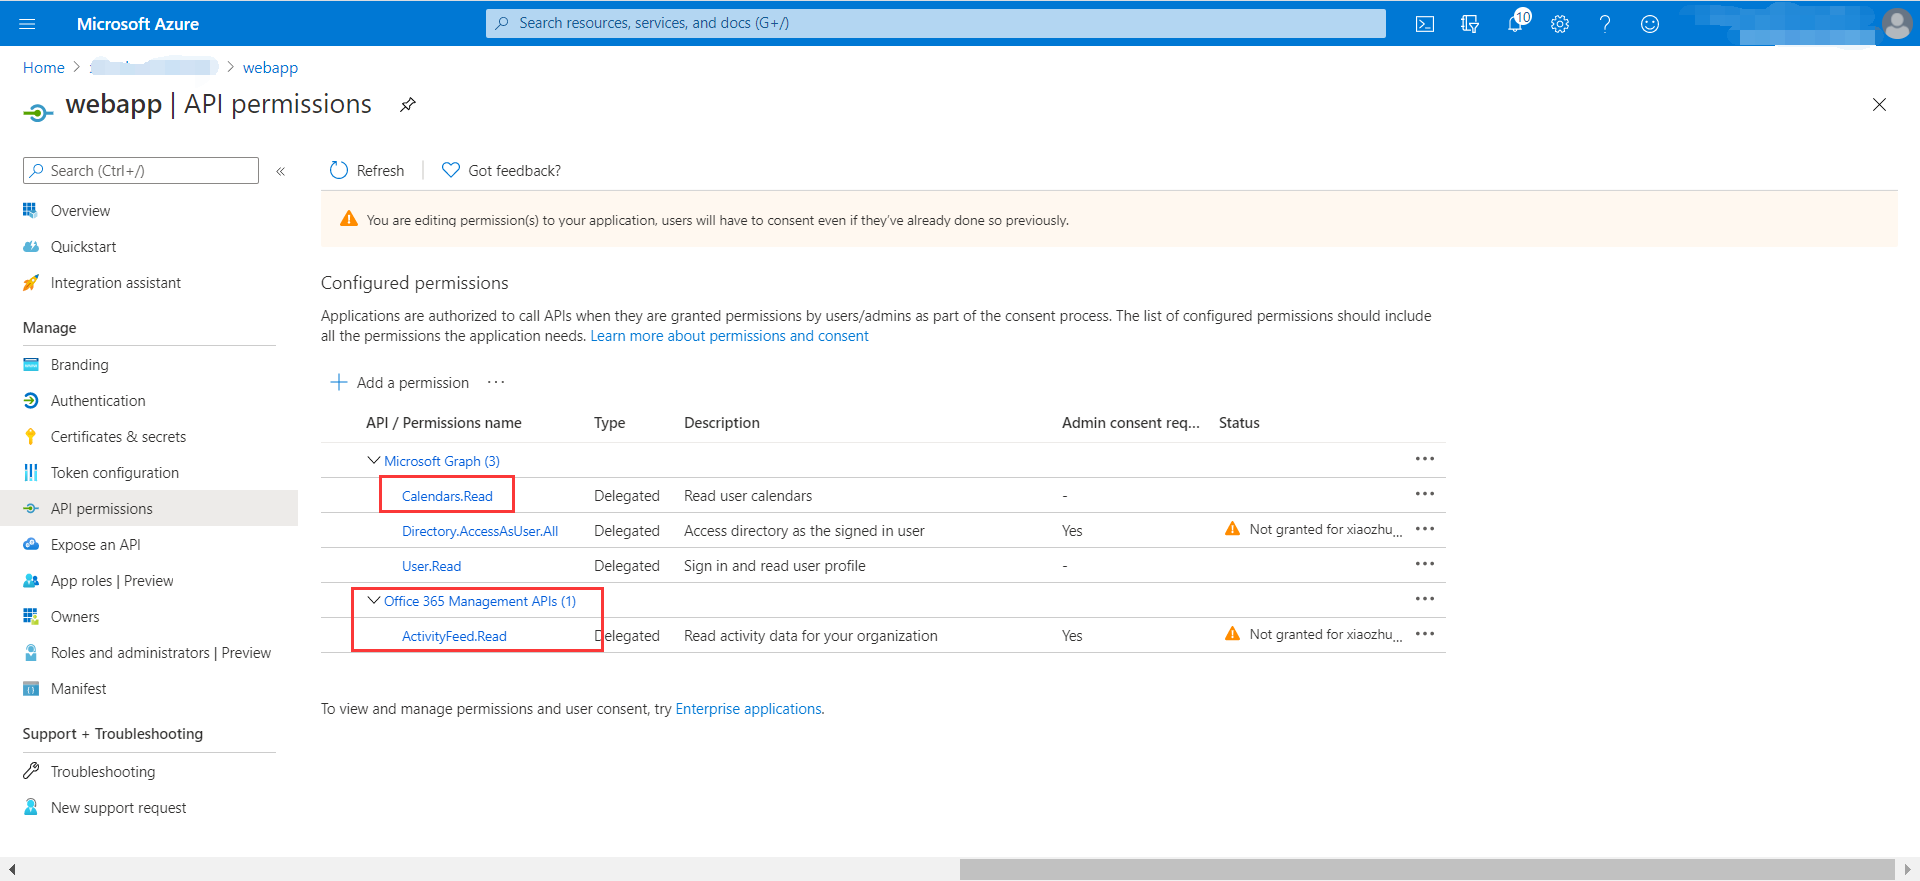 Microsoft Azure
Search resources, services, and docs (G+/)
10
Home > > webapp
webapp | API permissions
Search (Ctrl+/)
«
Refresh
Got feedback?
Overview
Quickstart
Integration assistant
Manage
Branding
Authentication
Certificates & secrets
Token configuration
API permissions
Expose an API
App roles | Preview
Owners
Roles and administrators | Preview
Manifest
Support + Troubleshooting
Troubleshooting
New support request
You are editing permission(s) to your application, users will have to consent even if they've already done so previously.
Configured permissions
Applications are authorized to call APIs when they are granted permissions by users/admins as part of the consent process. The list of configured permissions should include
all the permissions the application needs. Learn more about permissions and consent
Add a permission ···
API / Permissions name Type Description Admin consent req... Status
Microsoft Graph (3)
Calendars.Read Delegated Read user calendars -
Directory.AccessAsUser.All Delegated Access directory as the signed in user Yes Not granted for xiaozhu...
User.Read Delegated Sign in and read user profile -
Office 365 Management APIs (1)
ActivityFeed.Read Delegated Read activity data for your organization Yes Not granted for xiaozhu...
To view and manage permissions and user consent, try Enterprise applications.